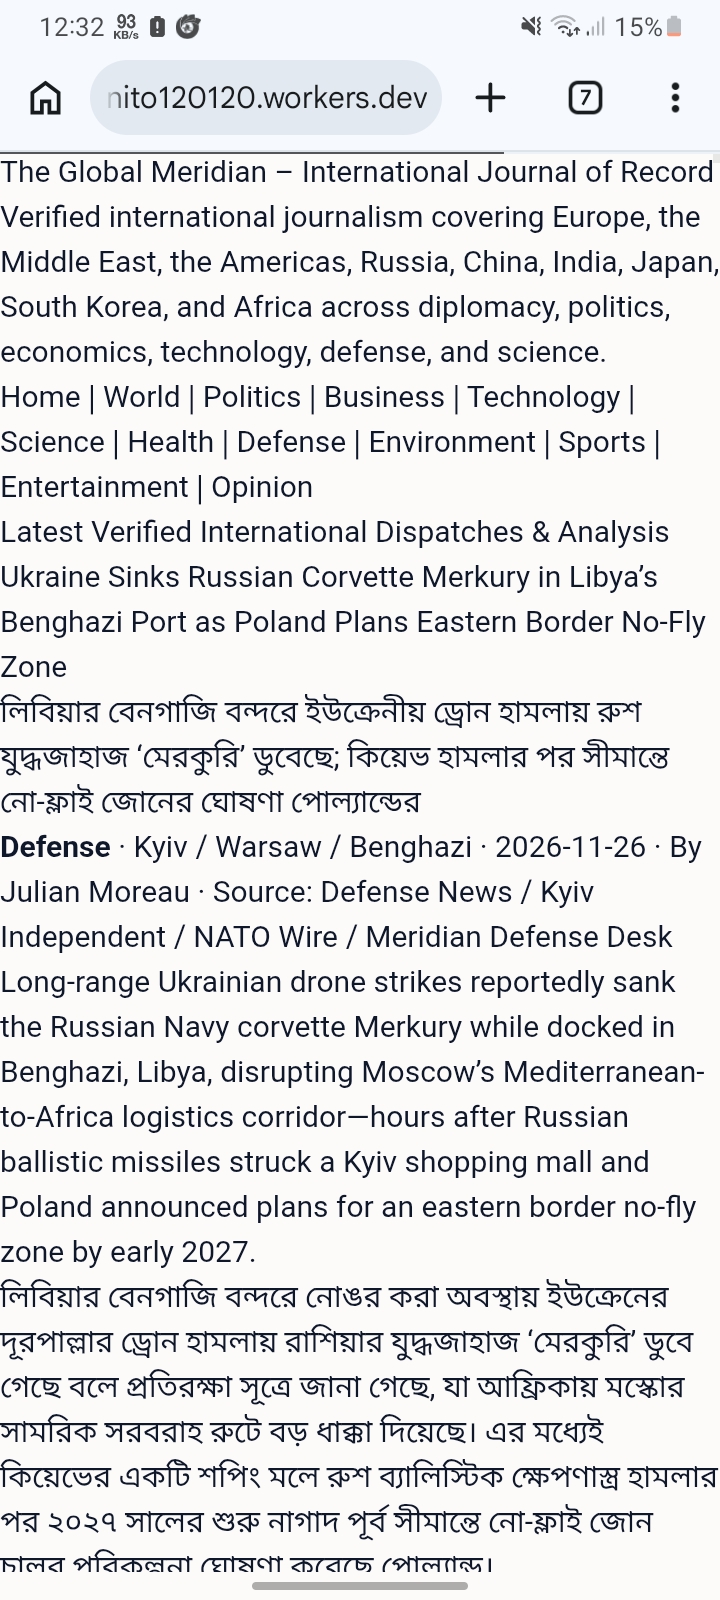 12:32 93 KB/s 15%
nito120120.workers.dev 7
The Global Meridian – International Journal of Record
Verified international journalism covering Europe, the
Middle East, the Americas, Russia, China, India, Japan,
South Korea, and Africa across diplomacy, politics,
economics, technology, defense, and science.
Home | World | Politics | Business | Technology |
Science | Health | Defense | Environment | Sports |
Entertainment | Opinion
Latest Verified International Dispatches & Analysis
Ukraine Sinks Russian Corvette Merkury in Libya’s
Benghazi Port as Poland Plans Eastern Border No-Fly
Zone
লিবিয়ার বেনগাজি বন্দরে ইউক্রেনীয় ড্রোন হামলায় রুশ
যুদ্ধজাহাজ ‘মেরকুরি’ ডুবেছে; কিয়েভ হামলার পর সীমান্তে
নো-ফ্লাই জোনের ঘোষণা পোল্যান্ডের
Defense · Kyiv / Warsaw / Benghazi · 2026-11-26 · By
Julian Moreau · Source: Defense News / Kyiv
Independent / NATO Wire / Meridian Defense Desk
Long-range Ukrainian drone strikes reportedly sank
the Russian Navy corvette Merkury while docked in
Benghazi, Libya, disrupting Moscow’s Mediterranean-
to-Africa logistics corridor—hours after Russian
ballistic missiles struck a Kyiv shopping mall and
Poland announced plans for an eastern border no-fly
zone by early 2027.
লিবিয়ার বেনগাজি বন্দরে নোঙর করা অবস্থায় ইউক্রেনের
দূরপাল্লার ড্রোন হামলায় রাশিয়ার যুদ্ধজাহাজ ‘মেরকুরি’ ডুবে
গেছে বলে প্রতিরক্ষা সূত্রে জানা গেছে, যা আফ্রিকায় মস্কোর
সামরিক সরবরাহ রুটে বড় ধাক্কা দিয়েছে। এর মধ্যেই
কিয়েভের একটি শপিং মলে রুশ ব্যালিস্টিক ক্ষেপণাস্ত্র হামলার
পর ২০২৭ সালের শুরু নাগাদ পূর্ব সীমান্তে নো-ফ্লাই জোন
চালুর পরিকল্পনা ঘোষণা করেছে পোল্যান্ড।